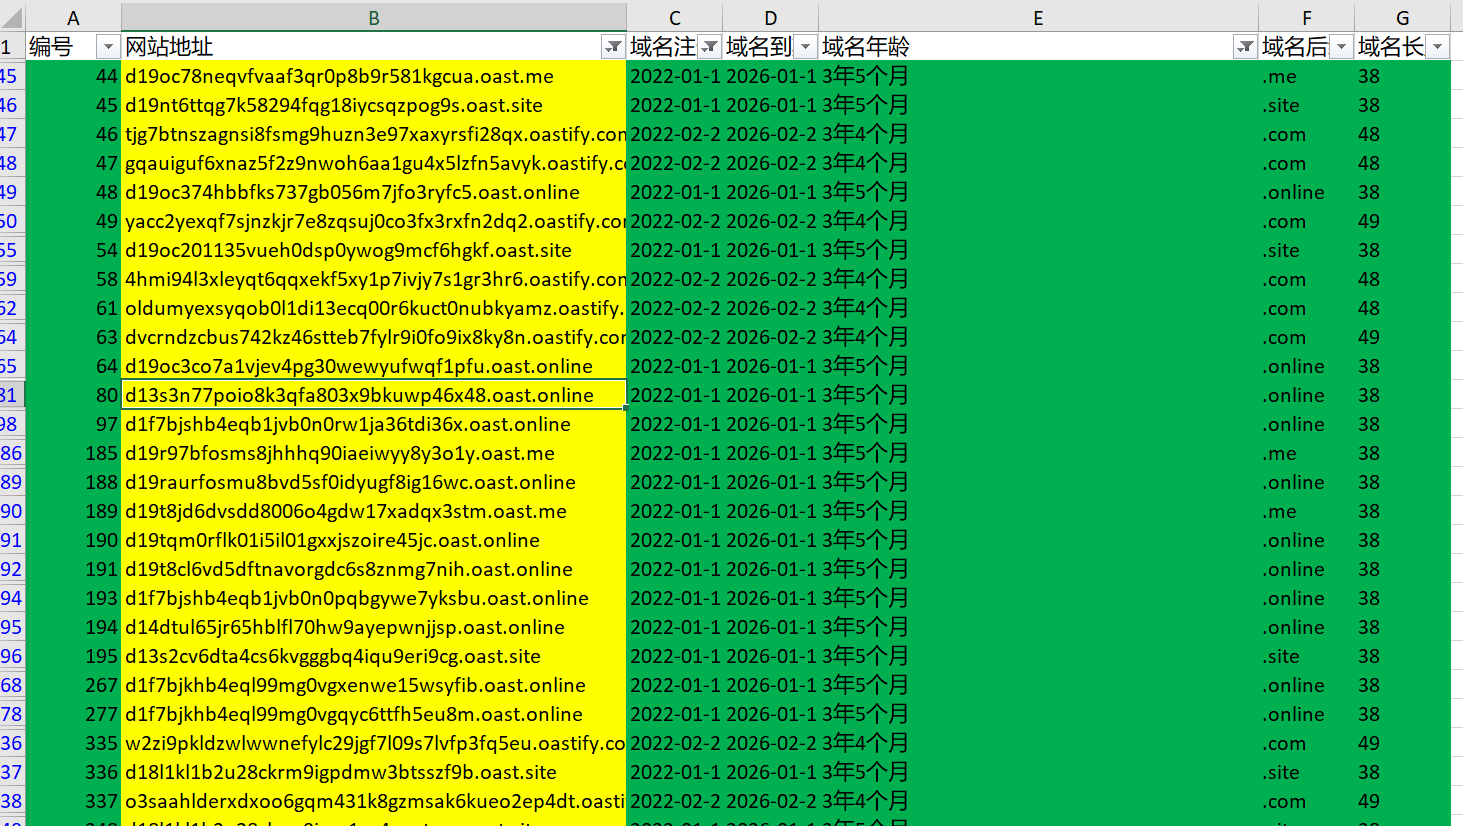 A B C D E F G
1 编号 网站地址 域名注 域名到 域名年龄 域名后 域名长
45 44 d19oc78neqvfvaaf3qr0p8b9r581kgcua.oast.me 2022-01-1 2026-01-1 3年5个月 .me 38
46 45 d19nt6ttqg7k58294fqg18iycsqzpog9s.oast.site 2022-01-1 2026-01-1 3年5个月 .site 38
47 46 tjg7btnszagnsi8fsmg9huzn3e97xaxyrsfi28qx.oastify.com 2022-02-2 2026-02-2 3年4个月 .com 48
48 47 gqauiguf6xnaz5f2z9nwoh6aa1gu4x5lzfn5avyk.oastify.co 2022-02-2 2026-02-2 3年4个月 .com 48
49 48 d19oc374hbbfks737gb056m7jfo3ryfc5.oast.online 2022-01-1 2026-01-1 3年5个月 .online 38
50 49 yacc2yexqf7sjnzkjr7e8zqsuj0co3fx3rxfn2dq2.oastify.com 2022-02-2 2026-02-2 3年4个月 .com 49
55 54 d19oc201135vueh0dsp0ywog9mcf6hgkf.oast.site 2022-01-1 2026-01-1 3年5个月 .site 38
59 58 4hmi94l3xleyqt6qqxekf5xy1p7ivjy7s1gr3hr6.oastify.com 2022-02-2 2026-02-2 3年4个月 .com 48
62 61 oldumyexsyqob0l1di13ecq00r6kuct0nubkyamz.oastify. 2022-02-2 2026-02-2 3年4个月 .com 48
64 63 dvcrndzcbus742kz46stteb7fylr9i0fo9ix8ky8n.oastify.com 2022-02-2 2026-02-2 3年4个月 .com 49
65 64 d19oc3co7a1vjev4pg30wewyufwqf1pfu.oast.online 2022-01-1 2026-01-1 3年5个月 .online 38
81 80 d13s3n77poio8k3qfa803x9bkuwp46x48.oast.online 2022-01-1 2026-01-1 3年5个月 .online 38
98 97 d1f7bjshb4eqb1jvb0n0rw1ja36tdi36x.oast.online 2022-01-1 2026-01-1 3年5个月 .online 38
86 185 d19r97bfosms8jhhhq90iaeiwyy8y3o1y.oast.me 2022-01-1 2026-01-1 3年5个月 .me 38
89 188 d19raurfosmu8bvd5sf0idyugf8ig16wc.oast.online 2022-01-1 2026-01-1 3年5个月 .online 38
90 189 d19t8jd6dvsdd8006o4gdw17xadqx3stm.oast.me 2022-01-1 2026-01-1 3年5个月 .me 38
91 190 d19tqm0rflk01i5il01gxxjszoire45jc.oast.online 2022-01-1 2026-01-1 3年5个月 .online 38
92 191 d19t8cl6vd5dftnavorgdc6s8znmg7nih.oast.online 2022-01-1 2026-01-1 3年5个月 .online 38
94 193 d1f7bjshb4eqb1jvb0n0pqbgywe7yksbu.oast.online 2022-01-1 2026-01-1 3年5个月 .online 38
95 194 d14dtul65jr65hblfl70hw9ayepwnjjsp.oast.online 2022-01-1 2026-01-1 3年5个月 .online 38
96 195 d13s2cv6dta4cs6kvgggbq4iqu9eri9cg.oast.site 2022-01-1 2026-01-1 3年5个月 .site 38
68 267 d1f7bjkhb4eql99mg0vgxenwe15wsyfib.oast.online 2022-01-1 2026-01-1 3年5个月 .online 38
78 277 d1f7bjkhb4eql99mg0vgqyc6ttfh5eu8m.oast.online 2022-01-1 2026-01-1 3年5个月 .online 38
36 335 w2zi9pkldzwlwwnefylc29jgf7l09s7lvfp3fq5eu.oastify.co 2022-02-2 2026-02-2 3年4个月 .com 49
37 336 d18l1kl1b2u28ckrm9igpdmw3btsszf9b.oast.site 2022-01-1 2026-01-1 3年5个月 .site 38
38 337 o3saahlderxdxoo6gqm431k8gzmsak6kueo2ep4dt.oasti 2022-02-2 2026-02-2 3年4个月 .com 49